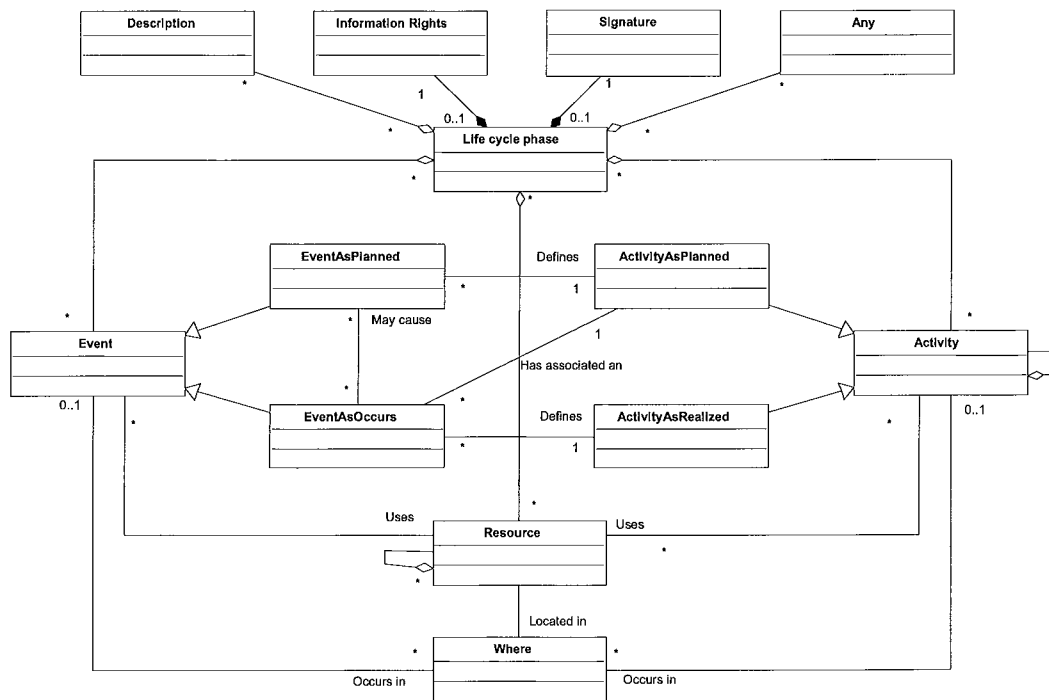 Description
Information Rights
Signature
Any
*
1
1
*
*
0..1
0..1
*
Life cycle phase
*
*
*
EventAsPlanned
Defines
ActivityAsPlanned
*
1
*
May cause
*
*
1
Event
Activity
Has associated an
*
0..1
*
EventAsOccurs
Defines
ActivityAsRealized
0..1
*
*
1
*
*
Uses
Resource
Uses
*
*
Located in
*
Where
*
Occurs in
Occurs in